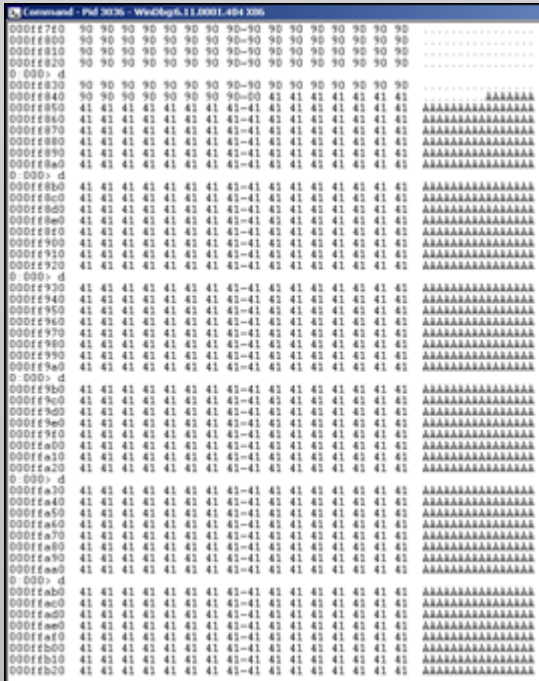 Command - Pid 3036 - WinDbg:6.11.0001.404 X86
000ff7f0 90 90 90 90 90 90 90 90-90 90 90 90 90 90 90 90 ................
000ff800 90 90 90 90 90 90 90 90-90 90 90 90 90 90 90 90 ................
000ff810 90 90 90 90 90 90 90 90-90 90 90 90 90 90 90 90 ................
000ff820 90 90 90 90 90 90 90 90-90 90 90 90 90 90 90 90 ................
0:000> d
000ff830 90 90 90 90 90 90 90 90-90 90 90 90 90 90 90 90 ................
000ff840 90 90 90 90 90 90 90 90-00 41 41 41 41 41 41 41 .........AAAAAAA
000ff850 41 41 41 41 41 41 41 41-41 41 41 41 41 41 41 41 AAAAAAAAAAAAAAAA
000ff860 41 41 41 41 41 41 41 41-41 41 41 41 41 41 41 41 AAAAAAAAAAAAAAAA
000ff870 41 41 41 41 41 41 41 41-41 41 41 41 41 41 41 41 AAAAAAAAAAAAAAAA
000ff880 41 41 41 41 41 41 41 41-41 41 41 41 41 41 41 41 AAAAAAAAAAAAAAAA
000ff890 41 41 41 41 41 41 41 41-41 41 41 41 41 41 41 41 AAAAAAAAAAAAAAAA
000ff8a0 41 41 41 41 41 41 41 41-41 41 41 41 41 41 41 41 AAAAAAAAAAAAAAAA
0:000> d
000ff8b0 41 41 41 41 41 41 41 41-41 41 41 41 41 41 41 41 AAAAAAAAAAAAAAAA
000ff8c0 41 41 41 41 41 41 41 41-41 41 41 41 41 41 41 41 AAAAAAAAAAAAAAAA
000ff8d0 41 41 41 41 41 41 41 41-41 41 41 41 41 41 41 41 AAAAAAAAAAAAAAAA
000ff8e0 41 41 41 41 41 41 41 41-41 41 41 41 41 41 41 41 AAAAAAAAAAAAAAAA
000ff8f0 41 41 41 41 41 41 41 41-41 41 41 41 41 41 41 41 AAAAAAAAAAAAAAAA
000ff900 41 41 41 41 41 41 41 41-41 41 41 41 41 41 41 41 AAAAAAAAAAAAAAAA
000ff910 41 41 41 41 41 41 41 41-41 41 41 41 41 41 41 41 AAAAAAAAAAAAAAAA
000ff920 41 41 41 41 41 41 41 41-41 41 41 41 41 41 41 41 AAAAAAAAAAAAAAAA
0:000> d
000ff930 41 41 41 41 41 41 41 41-41 41 41 41 41 41 41 41 AAAAAAAAAAAAAAAA
000ff940 41 41 41 41 41 41 41 41-41 41 41 41 41 41 41 41 AAAAAAAAAAAAAAAA
000ff950 41 41 41 41 41 41 41 41-41 41 41 41 41 41 41 41 AAAAAAAAAAAAAAAA
000ff960 41 41 41 41 41 41 41 41-41 41 41 41 41 41 41 41 AAAAAAAAAAAAAAAA
000ff970 41 41 41 41 41 41 41 41-41 41 41 41 41 41 41 41 AAAAAAAAAAAAAAAA
000ff980 41 41 41 41 41 41 41 41-41 41 41 41 41 41 41 41 AAAAAAAAAAAAAAAA
000ff990 41 41 41 41 41 41 41 41-41 41 41 41 41 41 41 41 AAAAAAAAAAAAAAAA
000ff9a0 41 41 41 41 41 41 41 41-41 41 41 41 41 41 41 41 AAAAAAAAAAAAAAAA
0:000> d
000ff9b0 41 41 41 41 41 41 41 41-41 41 41 41 41 41 41 41 AAAAAAAAAAAAAAAA
000ff9c0 41 41 41 41 41 41 41 41-41 41 41 41 41 41 41 41 AAAAAAAAAAAAAAAA
000ff9d0 41 41 41 41 41 41 41 41-41 41 41 41 41 41 41 41 AAAAAAAAAAAAAAAA
000ff9e0 41 41 41 41 41 41 41 41-41 41 41 41 41 41 41 41 AAAAAAAAAAAAAAAA
000ff9f0 41 41 41 41 41 41 41 41-41 41 41 41 41 41 41 41 AAAAAAAAAAAAAAAA
000ffa00 41 41 41 41 41 41 41 41-41 41 41 41 41 41 41 41 AAAAAAAAAAAAAAAA
000ffa10 41 41 41 41 41 41 41 41-41 41 41 41 41 41 41 41 AAAAAAAAAAAAAAAA
000ffa20 41 41 41 41 41 41 41 41-41 41 41 41 41 41 41 41 AAAAAAAAAAAAAAAA
0:000> d
000ffa30 41 41 41 41 41 41 41 41-41 41 41 41 41 41 41 41 AAAAAAAAAAAAAAAA
000ffa40 41 41 41 41 41 41 41 41-41 41 41 41 41 41 41 41 AAAAAAAAAAAAAAAA
000ffa50 41 41 41 41 41 41 41 41-41 41 41 41 41 41 41 41 AAAAAAAAAAAAAAAA
000ffa60 41 41 41 41 41 41 41 41-41 41 41 41 41 41 41 41 AAAAAAAAAAAAAAAA
000ffa70 41 41 41 41 41 41 41 41-41 41 41 41 41 41 41 41 AAAAAAAAAAAAAAAA
000ffa80 41 41 41 41 41 41 41 41-41 41 41 41 41 41 41 41 AAAAAAAAAAAAAAAA
000ffa90 41 41 41 41 41 41 41 41-41 41 41 41 41 41 41 41 AAAAAAAAAAAAAAAA
000ffaa0 41 41 41 41 41 41 41 41-41 41 41 41 41 41 41 41 AAAAAAAAAAAAAAAA
0:000> d
000ffab0 41 41 41 41 41 41 41 41-41 41 41 41 41 41 41 41 AAAAAAAAAAAAAAAA
000ffac0 41 41 41 41 41 41 41 41-41 41 41 41 41 41 41 41 AAAAAAAAAAAAAAAA
000ffad0 41 41 41 41 41 41 41 41-41 41 41 41 41 41 41 41 AAAAAAAAAAAAAAAA
000ffae0 41 41 41 41 41 41 41 41-41 41 41 41 41 41 41 41 AAAAAAAAAAAAAAAA
000ffaf0 41 41 41 41 41 41 41 41-41 41 41 41 41 41 41 41 AAAAAAAAAAAAAAAA
000ffb00 41 41 41 41 41 41 41 41-41 41 41 41 41 41 41 41 AAAAAAAAAAAAAAAA
000ffb10 41 41 41 41 41 41 41 41-41 41 41 41 41 41 41 41 AAAAAAAAAAAAAAAA
000ffb20 41 41 41 41 41 41 41 41-41 41 41 41 41 41 41 41 AAAAAAAAAAAAAAAA